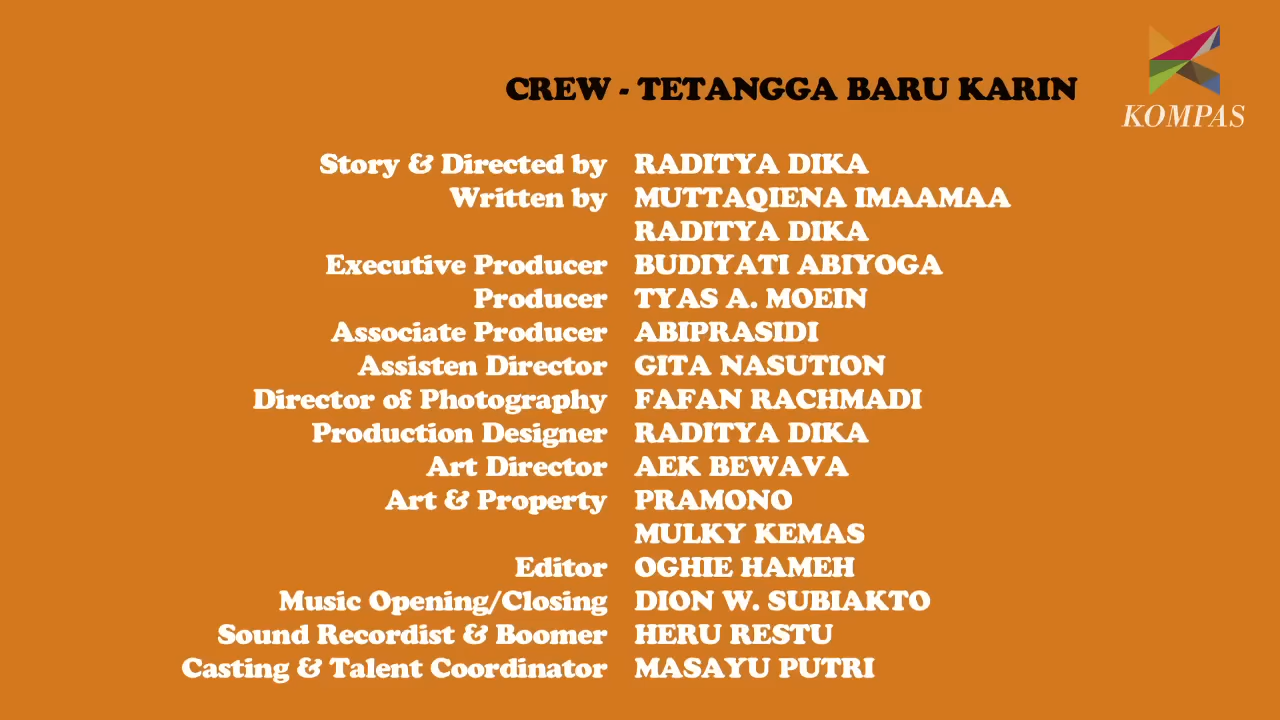 CREW - TETANGGA BARU KARIN
KOMPAS
Story & Directed by RADITYA DIKA
Written by MUTTAQIENA IMAAMAA
RADITYA DIKA
Executive Producer BUDIYATI ABIYOGA
Producer TYAS A. MOEIN
Associate Producer ABIPRASIDI
Assisten Director GITA NASUTION
Director of Photography FAFAN RACHMADI
Production Designer RADITYA DIKA
Art Director AEK BEWAVA
Art & Property PRAMONO
MULKY KEMAS
Editor OGHIE HAMEH
Music Opening/Closing DION W. SUBIAKTO
Sound Recordist & Boomer HERU RESTU
Casting & Talent Coordinator MASAYU PUTRI